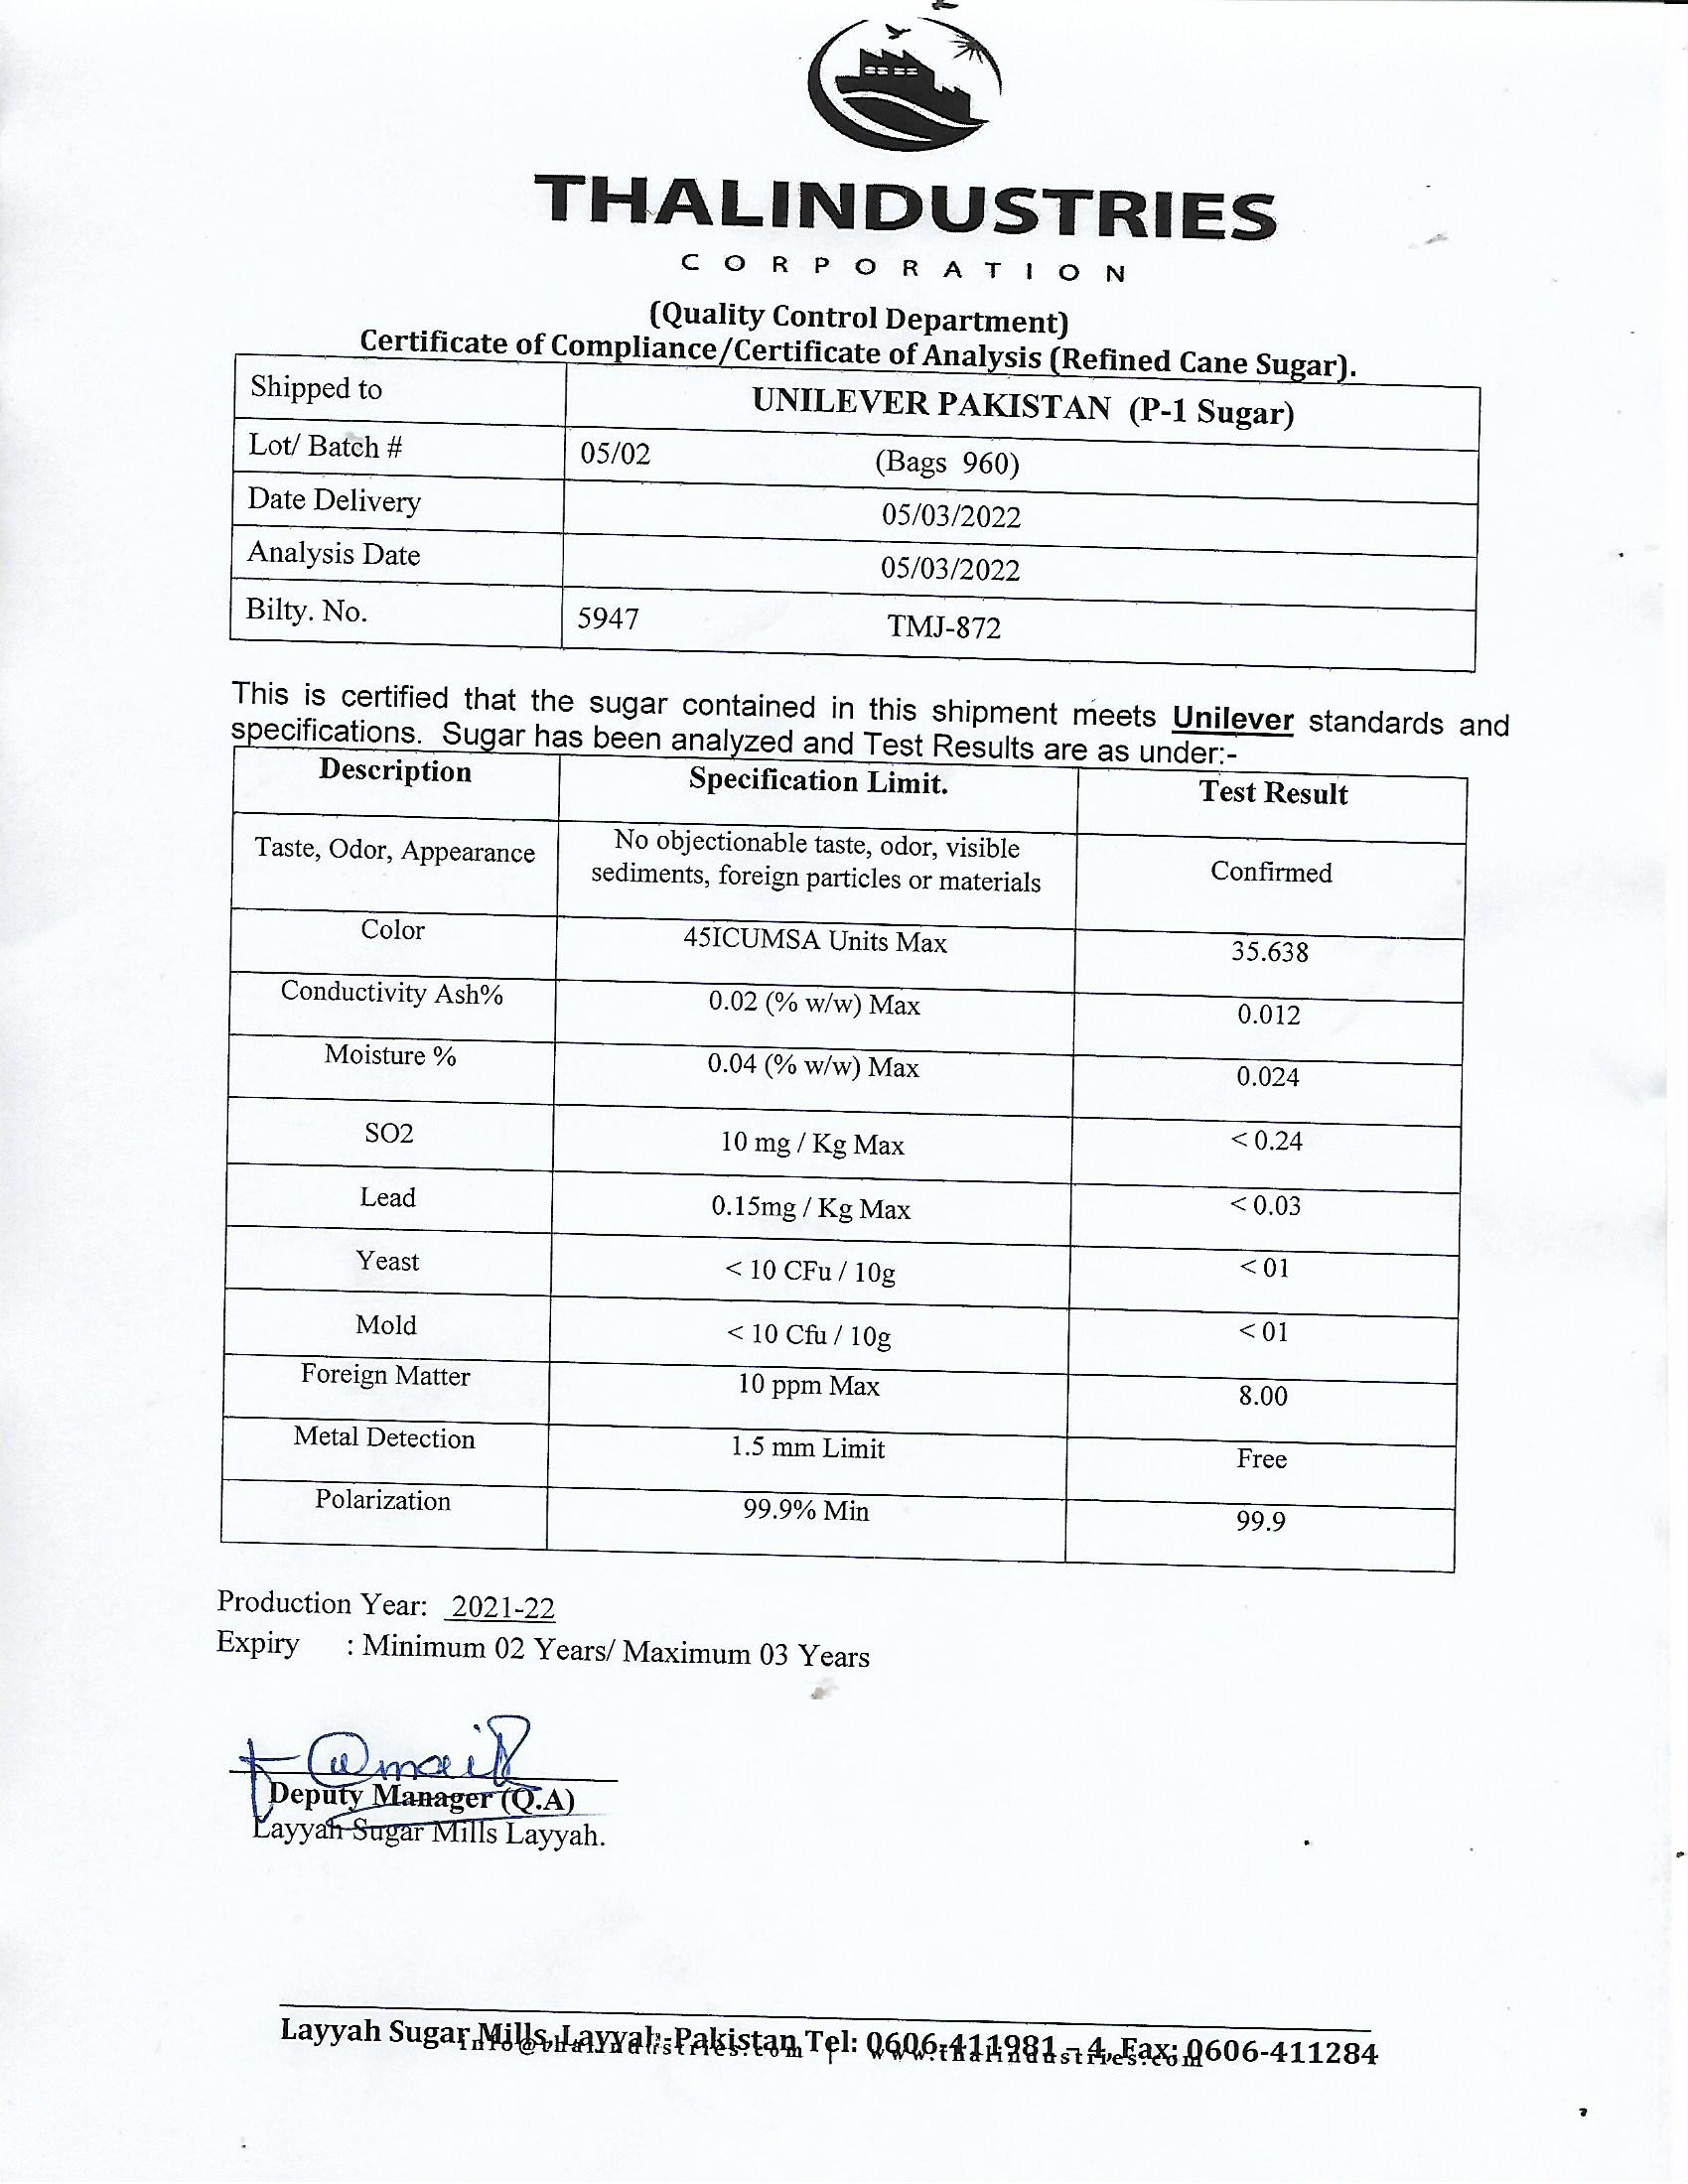 THALINDUSTRIES
CORPORATION
(Quality Control Department)
Certificate of Compliance/Certificate of Analysis (Refined Cane Sugar).
Shipped to UNILEVER PAKISTAN (P-1 Sugar)
Lot/ Batch # 05/02 (Bags 960)
Date Delivery 05/03/2022
Analysis Date 05/03/2022
Bilty. No. 5947 TMJ-872
This is certified that the sugar contained in this shipment meets Unilever standards and
specifications. Sugar has been analyzed and Test Results are as under:-
Description Specification Limit. Test Result
Taste, Odor, Appearance No objectionable taste, odor, visible
sediments, foreign particles or materials Confirmed
Color 45ICUMSA Units Max 35.638
Conductivity Ash% 0.02 (% w/w) Max 0.012
Moisture % 0.04 (% w/w) Max 0.024
SO2 10 mg / Kg Max < 0.24
Lead 0.15mg / Kg Max < 0.03
Yeast < 10 CFu / 10g < 01
Mold < 10 Cfu / 10g < 01
Foreign Matter 10 ppm Max 8.00
Metal Detection 1.5 mm Limit Free
Polarization 99.9% Min 99.9
Production Year: 2021-22
Expiry : Minimum 02 Years/ Maximum 03 Years
Deputy Manager (Q.A)
Layyah Sugar Mills Layyah.
Layyah Sugar Mills, Layyah-Pakistan Tel: 0606-411981 – 4, Fax: 0606-411284
info@thalindustries.com | www.thalindustries.com